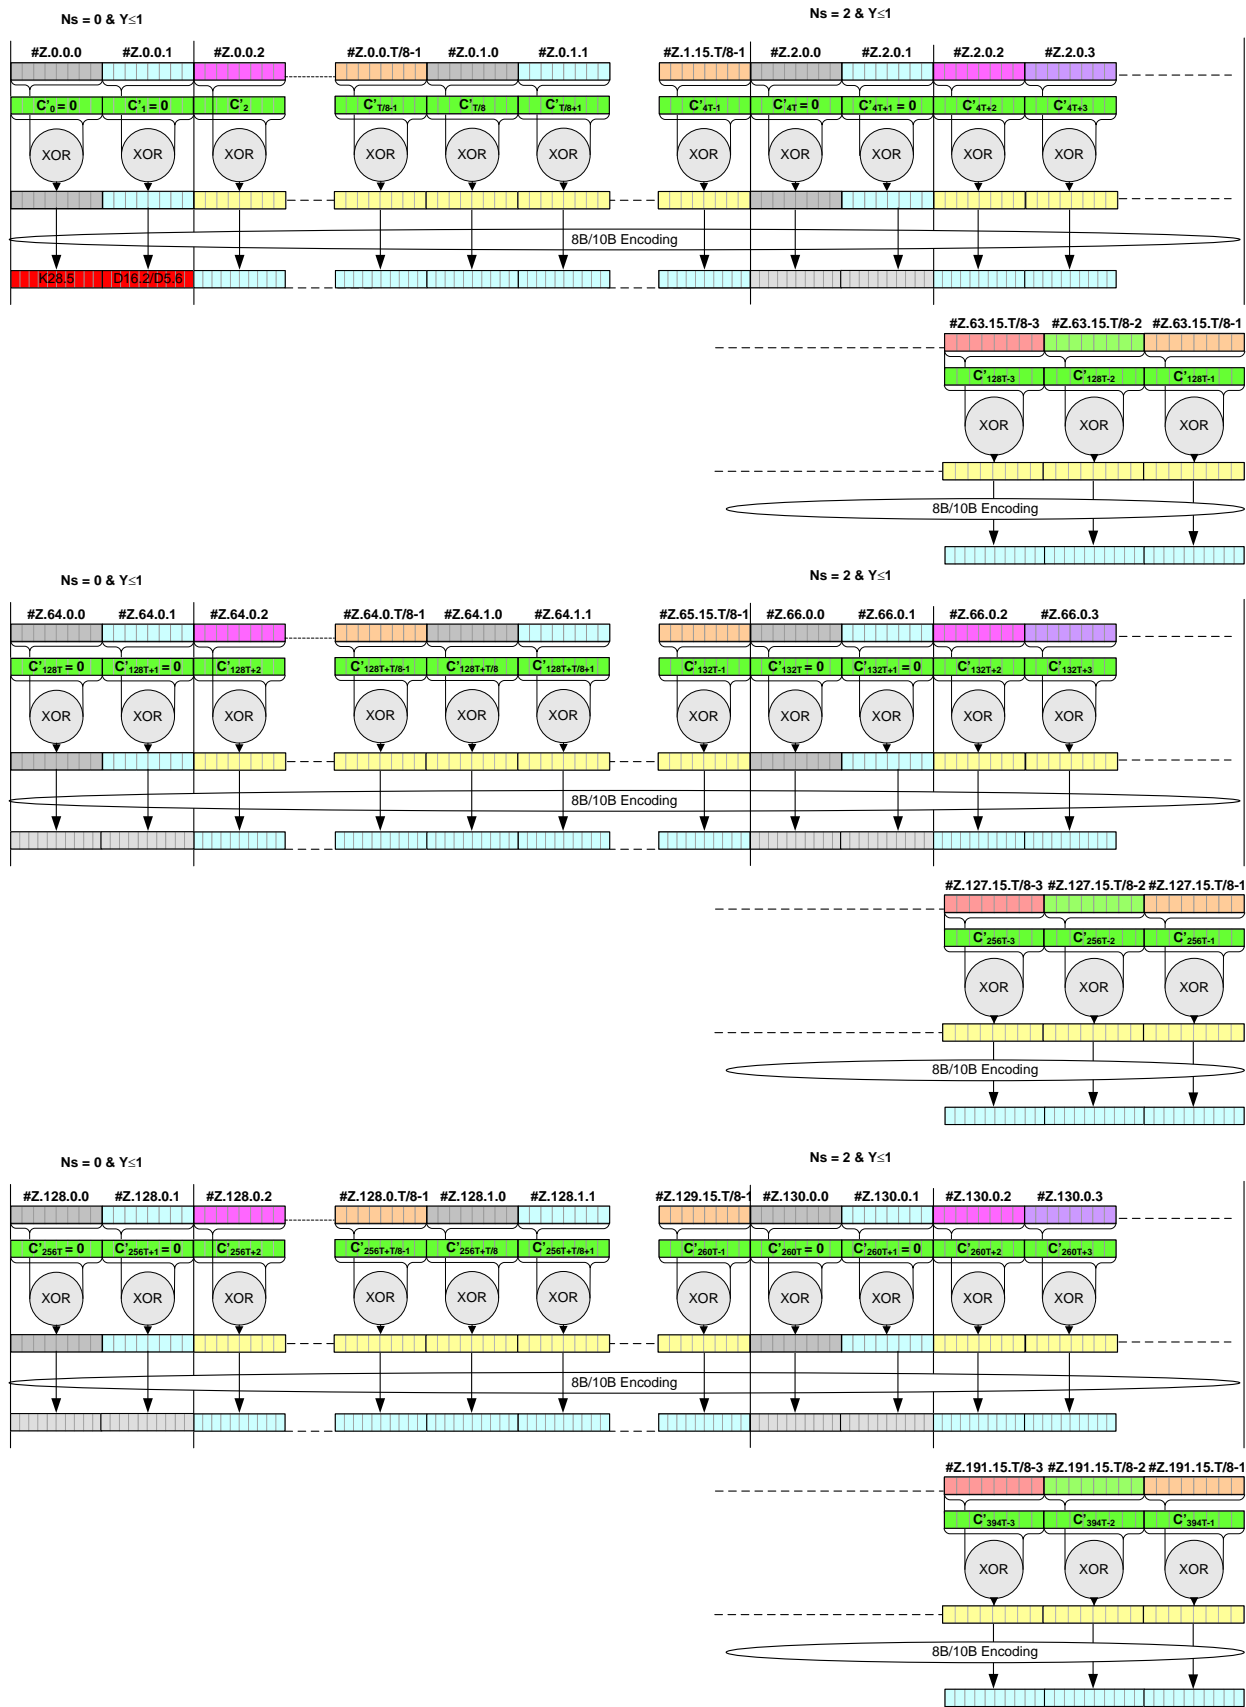 Ns = 0 & Y≤1
Ns = 2 & Y≤1
#Z.0.0.0 #Z.0.0.1 #Z.0.0.2 #Z.0.0.T/8-1 #Z.0.1.0 #Z.0.1.1 #Z.1.15.T/8-1 #Z.2.0.0 #Z.2.0.1 #Z.2.0.2 #Z.2.0.3
C'0 = 0 C'1 = 0 C'2 C'T/8-1 C'T/8 C'T/8+1 C'4T-1 C'4T = 0 C'4T+1 = 0 C'4T+2 C'4T+3
XOR XOR XOR XOR XOR XOR XOR XOR XOR XOR XOR
8B/10B Encoding
K28.5 D16.2/D5.6
#Z.63.15.T/8-3 #Z.63.15.T/8-2 #Z.63.15.T/8-1
C'128T-3 C'128T-2 C'128T-1
XOR XOR XOR
8B/10B Encoding
Ns = 0 & Y≤1
Ns = 2 & Y≤1
#Z.64.0.0 #Z.64.0.1 #Z.64.0.2 #Z.64.0.T/8-1 #Z.64.1.0 #Z.64.1.1 #Z.65.15.T/8-1 #Z.66.0.0 #Z.66.0.1 #Z.66.0.2 #Z.66.0.3
C'128T = 0 C'128T+1 = 0 C'128T+2 C'128T+T/8-1 C'128T+T/8 C'128T+T/8+1 C'132T-1 C'132T = 0 C'132T+1 = 0 C'132T+2 C'132T+3
XOR XOR XOR XOR XOR XOR XOR XOR XOR XOR XOR
8B/10B Encoding
#Z.127.15.T/8-3 #Z.127.15.T/8-2 #Z.127.15.T/8-1
C'256T-3 C'256T-2 C'256T-1
XOR XOR XOR
8B/10B Encoding
Ns = 0 & Y≤1
Ns = 2 & Y≤1
#Z.128.0.0 #Z.128.0.1 #Z.128.0.2 #Z.128.0.T/8-1 #Z.128.1.0 #Z.128.1.1 #Z.129.15.T/8-1 #Z.130.0.0 #Z.130.0.1 #Z.130.0.2 #Z.130.0.3
C'256T = 0 C'256T+1 = 0 C'256T+2 C'256T+T/8-1 C'256T+T/8 C'256T+T/8+1 C'260T-1 C'260T = 0 C'260T+1 = 0 C'260T+2 C'260T+3
XOR XOR XOR XOR XOR XOR XOR XOR XOR XOR XOR
8B/10B Encoding
#Z.191.15.T/8-3 #Z.191.15.T/8-2 #Z.191.15.T/8-1
C'394T-3 C'394T-2 C'394T-1
XOR XOR XOR
8B/10B Encoding